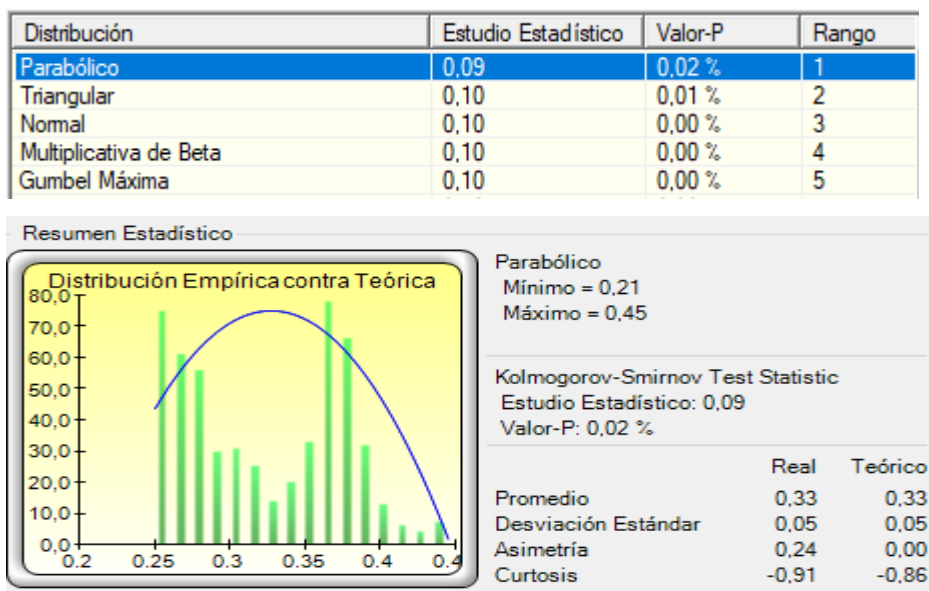 Distribución Estudio Estadístico Valor-P Rango
Parabólico 0,09 0,02 % 1
Triangular 0,10 0,01 % 2
Normal 0,10 0,00 % 3
Multiplicativa de Beta 0,10 0,00 % 4
Gumbel Máxima 0,10 0,00 % 5
Resumen Estadístico
Distribución Empírica contra Teórica
80,0
70,0
60,0
50,0
40,0
30,0
20,0
10,0
0,0
0.2 0.25 0.3 0.35 0.4 0.4
Parabólico
Mínimo = 0,21
Máximo = 0,45
Kolmogorov-Smirnov Test Statistic
Estudio Estadístico: 0,09
Valor-P: 0,02 %
Real Teórico
Promedio 0,33 0,33
Desviación Estándar 0,05 0,05
Asimetría 0,24 0,00
Curtosis -0,91 -0,86